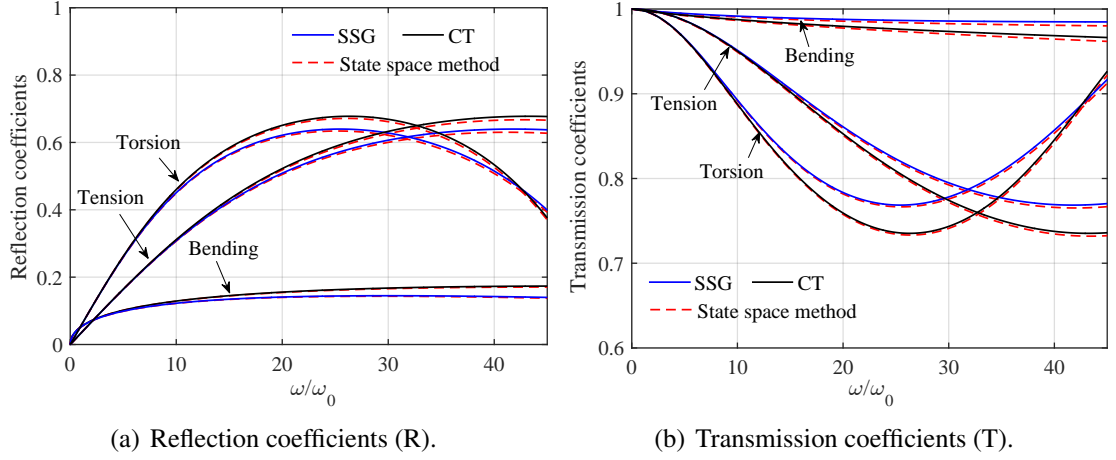 1
0.8
0.6
0.4
0.2
0
Reflection coefficients
SSG CT
State space method
Torsion
Tension
Bending
0 10 20 30 40
ω/ω0
(a) Reflection coefficients (R).
1
0.9
0.8
0.7
0.6
Transmission coefficients
Bending
Tension
Torsion
SSG CT
State space method
0 10 20 30 40
ω/ω0
(b) Transmission coefficients (T).